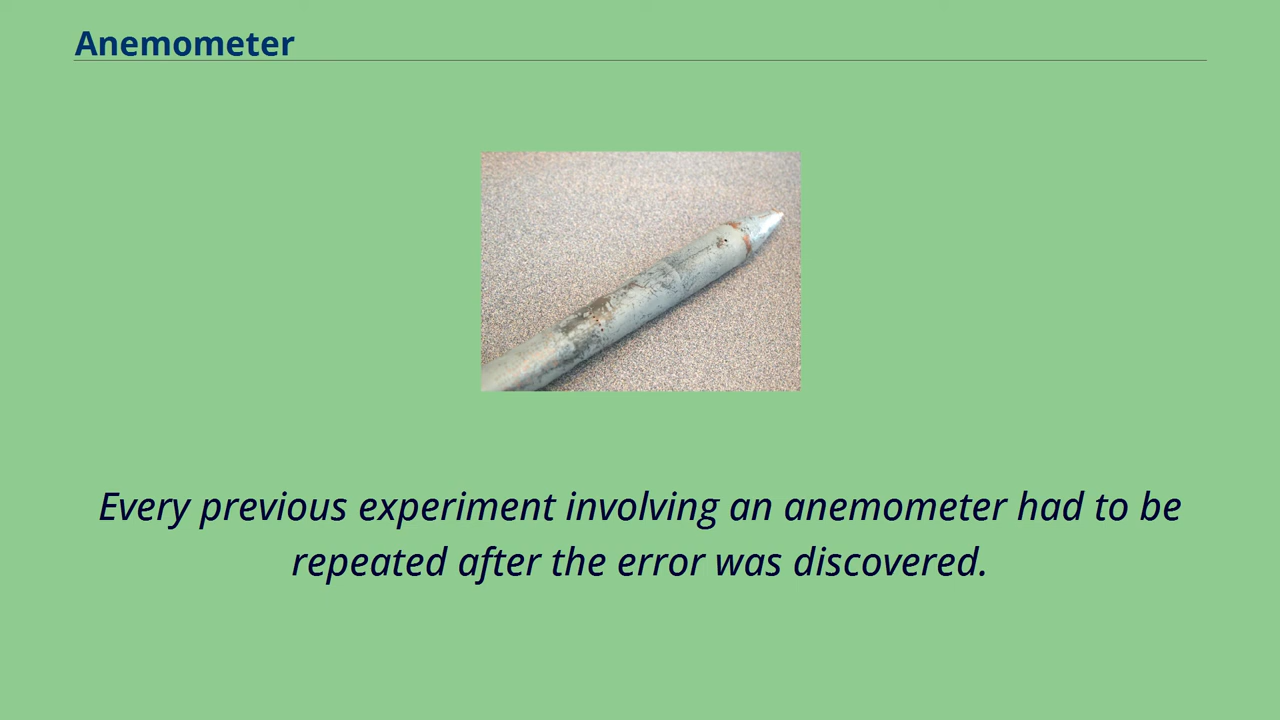 Anemometer
Every previous experiment involving an anemometer had to be
repeated after the error was discovered.